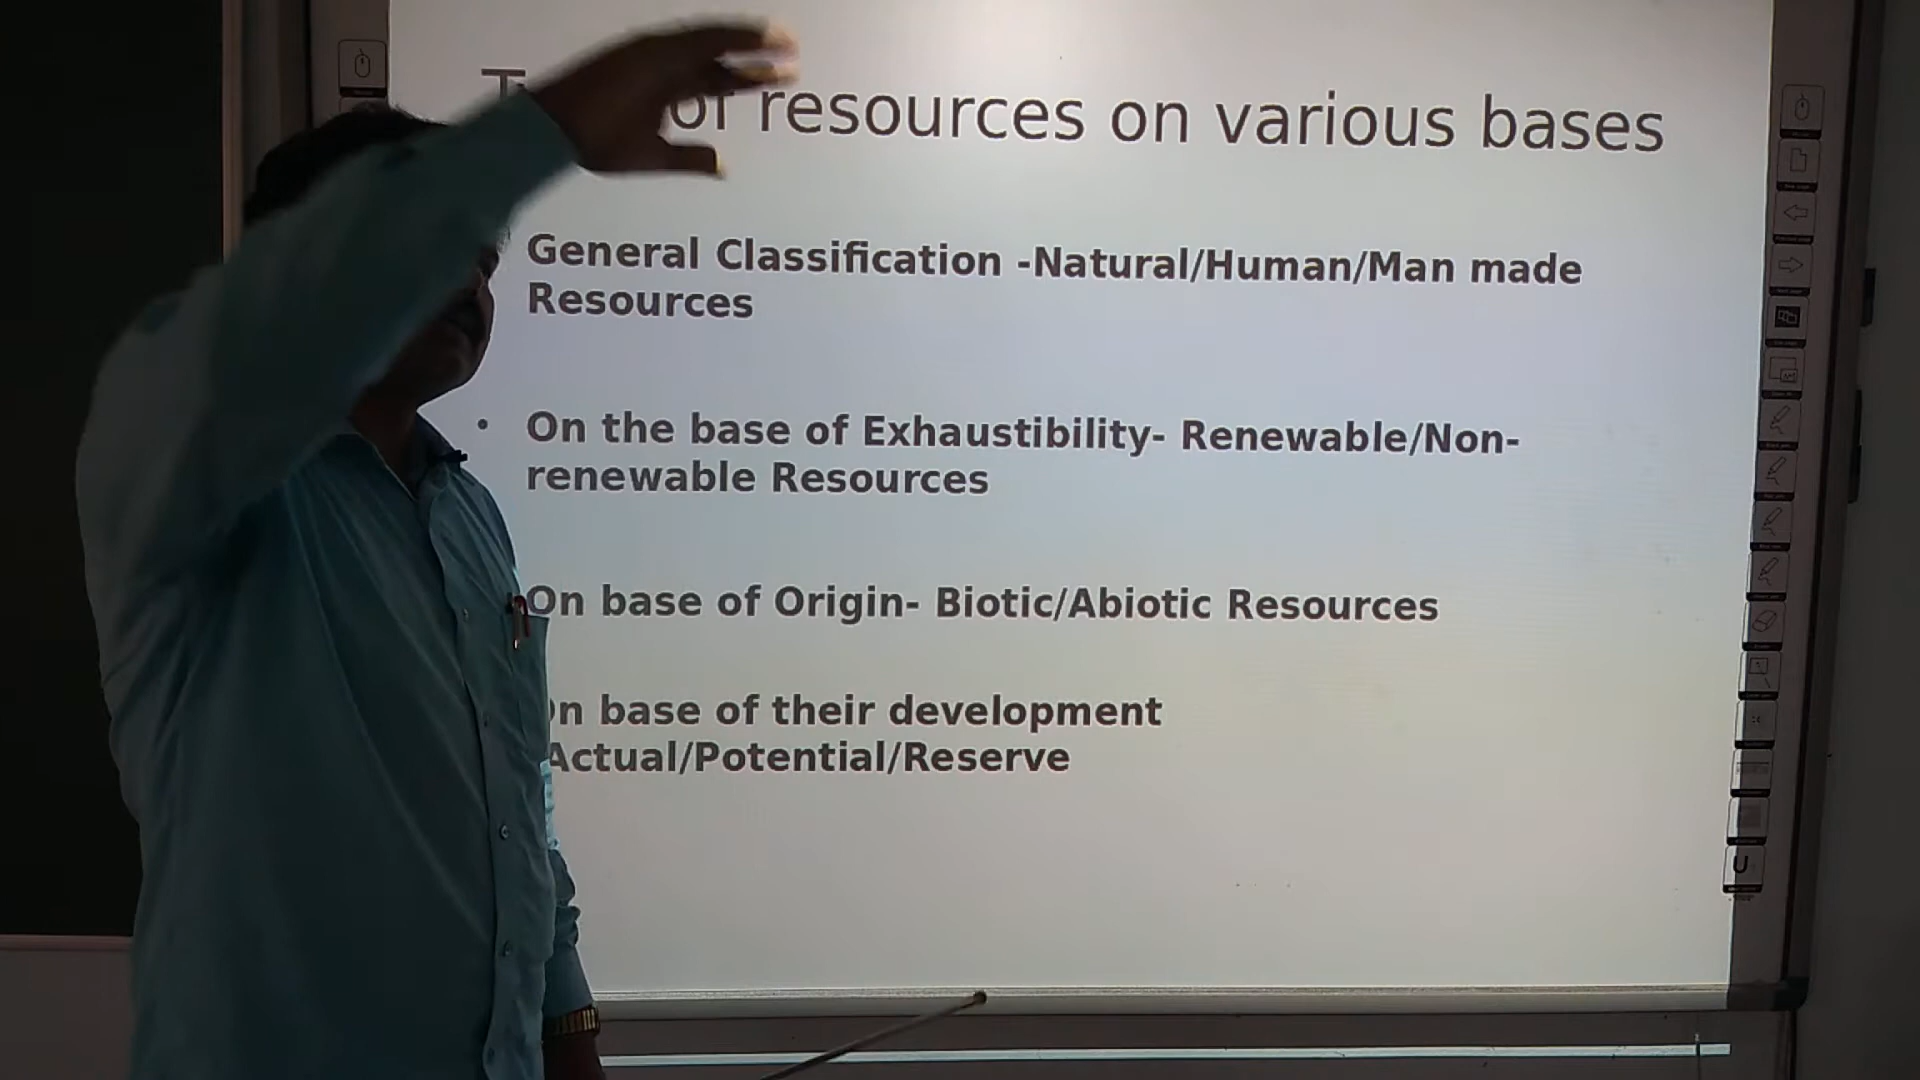 of resources on various bases
General Classification -Natural/Human/Man made
Resources
• On the base of Exhaustibility- Renewable/Non-
renewable Resources
On base of Origin- Biotic/Abiotic Resources
On base of their development
Actual/Potential/Reserve